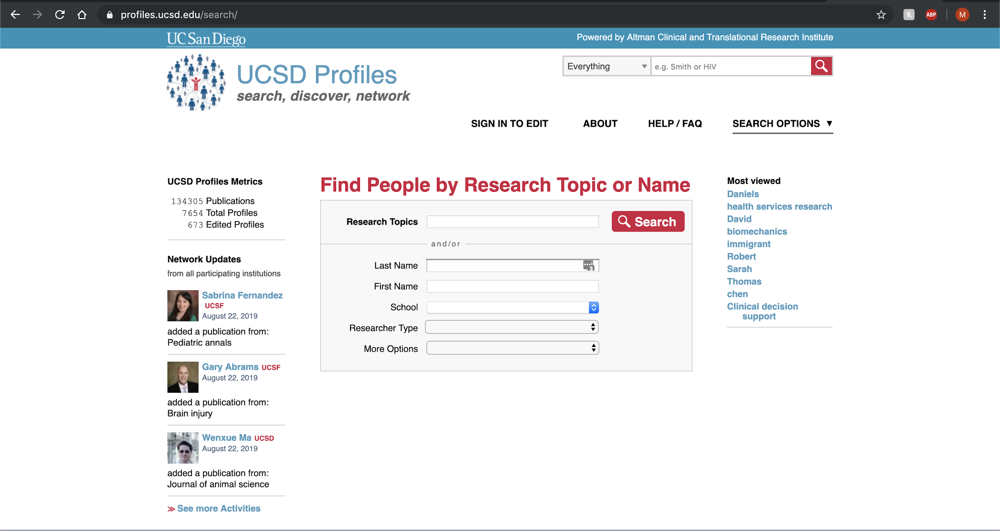 profiles.ucsd.edu/search/
ABP
M
UC San Diego
Powered by Altman Clinical and Translational Research Institute
UCSD Profiles
search, discover, network
Everything
e.g. Smith or HIV
SIGN IN TO EDIT
ABOUT
HELP / FAQ
SEARCH OPTIONS ▼
UCSD Profiles Metrics
134305 Publications
7654 Total Profiles
673 Edited Profiles
Network Updates
from all participating institutions
Sabrina Fernandez
UCSF
August 22, 2019
added a publication from:
Pediatric annals
Gary Abrams UCSF
August 22, 2019
added a publication from:
Brain injury
Wenxue Ma UCSD
August 22, 2019
added a publication from:
Journal of animal science
>> See more Activities
Find People by Research Topic or Name
Research Topics
Search
and/or
Last Name
3
First Name
School
Researcher Type
More Options
Most viewed
Daniels
health services research
David
biomechanics
immigrant
Robert
Sarah
Thomas
chen
Clinical decision
support